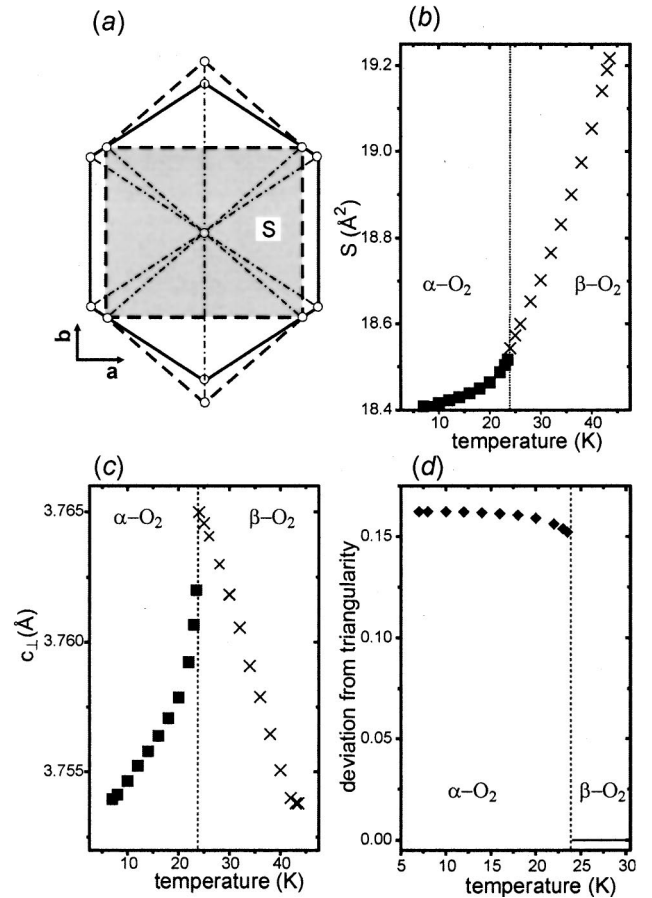 (a)
S
b
a
(b)
19.2
19.0
18.8
18.6
18.4
S (Å²)
α−O₂
β−O₂
10 20 30 40
temperature (K)
(c)
3.765
3.760
3.755
c⊥(Å)
α−O₂
β−O₂
10 20 30 40
temperature (K)
(d)
0.15
0.10
0.05
0.00
deviation from triangularity
α−O₂
β−O₂
5 10 15 20 25 30
temperature (K)